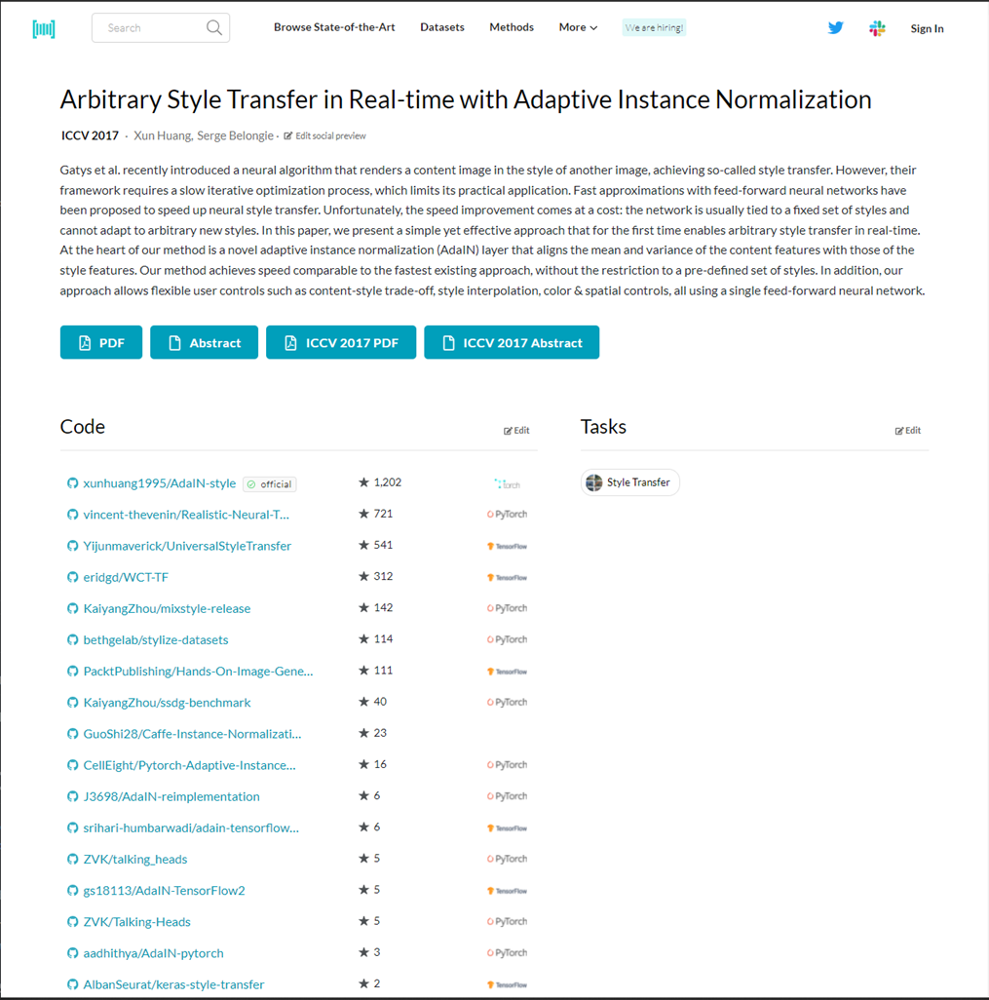 Search
Browse State-of-the-Art
Datasets
Methods
More
We are hiring!
Sign In
Arbitrary Style Transfer in Real-time with Adaptive Instance Normalization
ICCV 2017 · Xun Huang, Serge Belongie · Edit social preview
Gatys et al. recently introduced a neural algorithm that renders a content image in the style of another image, achieving so-called style transfer. However, their
framework requires a slow iterative optimization process, which limits its practical application. Fast approximations with feed-forward neural networks have
been proposed to speed up neural style transfer. Unfortunately, the speed improvement comes at a cost: the network is usually tied to a fixed set of styles and
cannot adapt to arbitrary new styles. In this paper, we present a simple yet effective approach that for the first time enables arbitrary style transfer in real-time.
At the heart of our method is a novel adaptive instance normalization (AdaIN) layer that aligns the mean and variance of the content features with those of the
style features. Our method achieves speed comparable to the fastest existing approach, without the restriction to a pre-defined set of styles. In addition, our
approach allows flexible user controls such as content-style trade-off, style interpolation, color & spatial controls, all using a single feed-forward neural network.
PDF
Abstract
ICCV 2017 PDF
ICCV 2017 Abstract
Code
Edit
xunhuang1995/AdaIN-style official ★ 1,202 Torch
vincent-thevenin/Realistic-Neural-T... ★ 721 PyTorch
Yijunmaverick/UniversalStyleTransfer ★ 541 TensorFlow
eridgd/WCT-TF ★ 312 TensorFlow
KaiyangZhou/mixstyle-release ★ 142 PyTorch
bethgelab/stylize-datasets ★ 114 PyTorch
PacktPublishing/Hands-On-Image-Gene... ★ 111 TensorFlow
KaiyangZhou/ssdg-benchmark ★ 40 PyTorch
GuoShi28/Caffe-Instance-Normalizati... ★ 23
CellEight/Pytorch-Adaptive-Instance... ★ 16 PyTorch
J3698/AdaIN-reimplementation ★ 6 PyTorch
srihari-humbarwadi/adain-tensorflow... ★ 6 TensorFlow
ZVK/talking_heads ★ 5 PyTorch
gs18113/AdaIN-TensorFlow2 ★ 5 TensorFlow
ZVK/Talking-Heads ★ 5 PyTorch
aadhithya/AdaIN-pytorch ★ 3 PyTorch
AlbanSeurat/keras-style-transfer ★ 2 TensorFlow
Tasks
Edit
Style Transfer